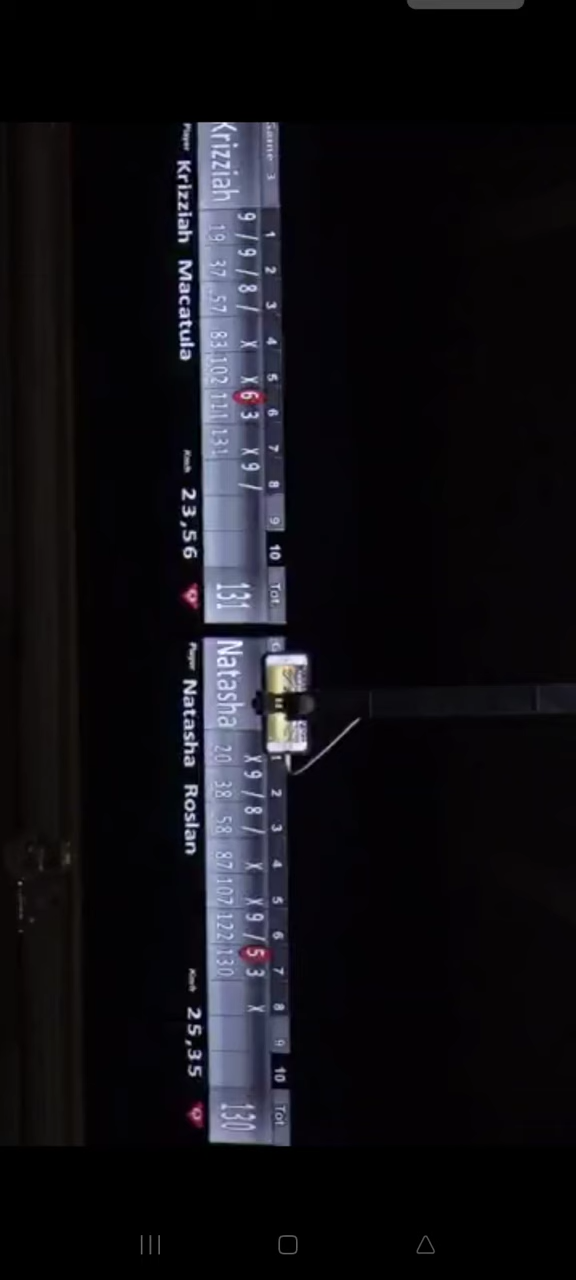 Game 3 1 2 3 4 5 6 7 8 9 10 Tot.
Krizziah 9 / 9 / 8 / X X 6 3 X 9 /
19 37 57 83 102 111 131 131
Player Krizziah Macatula Km/h 23,56
1 2 3 4 5 6 7 8 9 10 Tot
Natasha X 9 / 8 / X X 9 / 5 3 X
20 38 58 87 107 122 130 130
Player Natasha Roslan Km/h 25,35